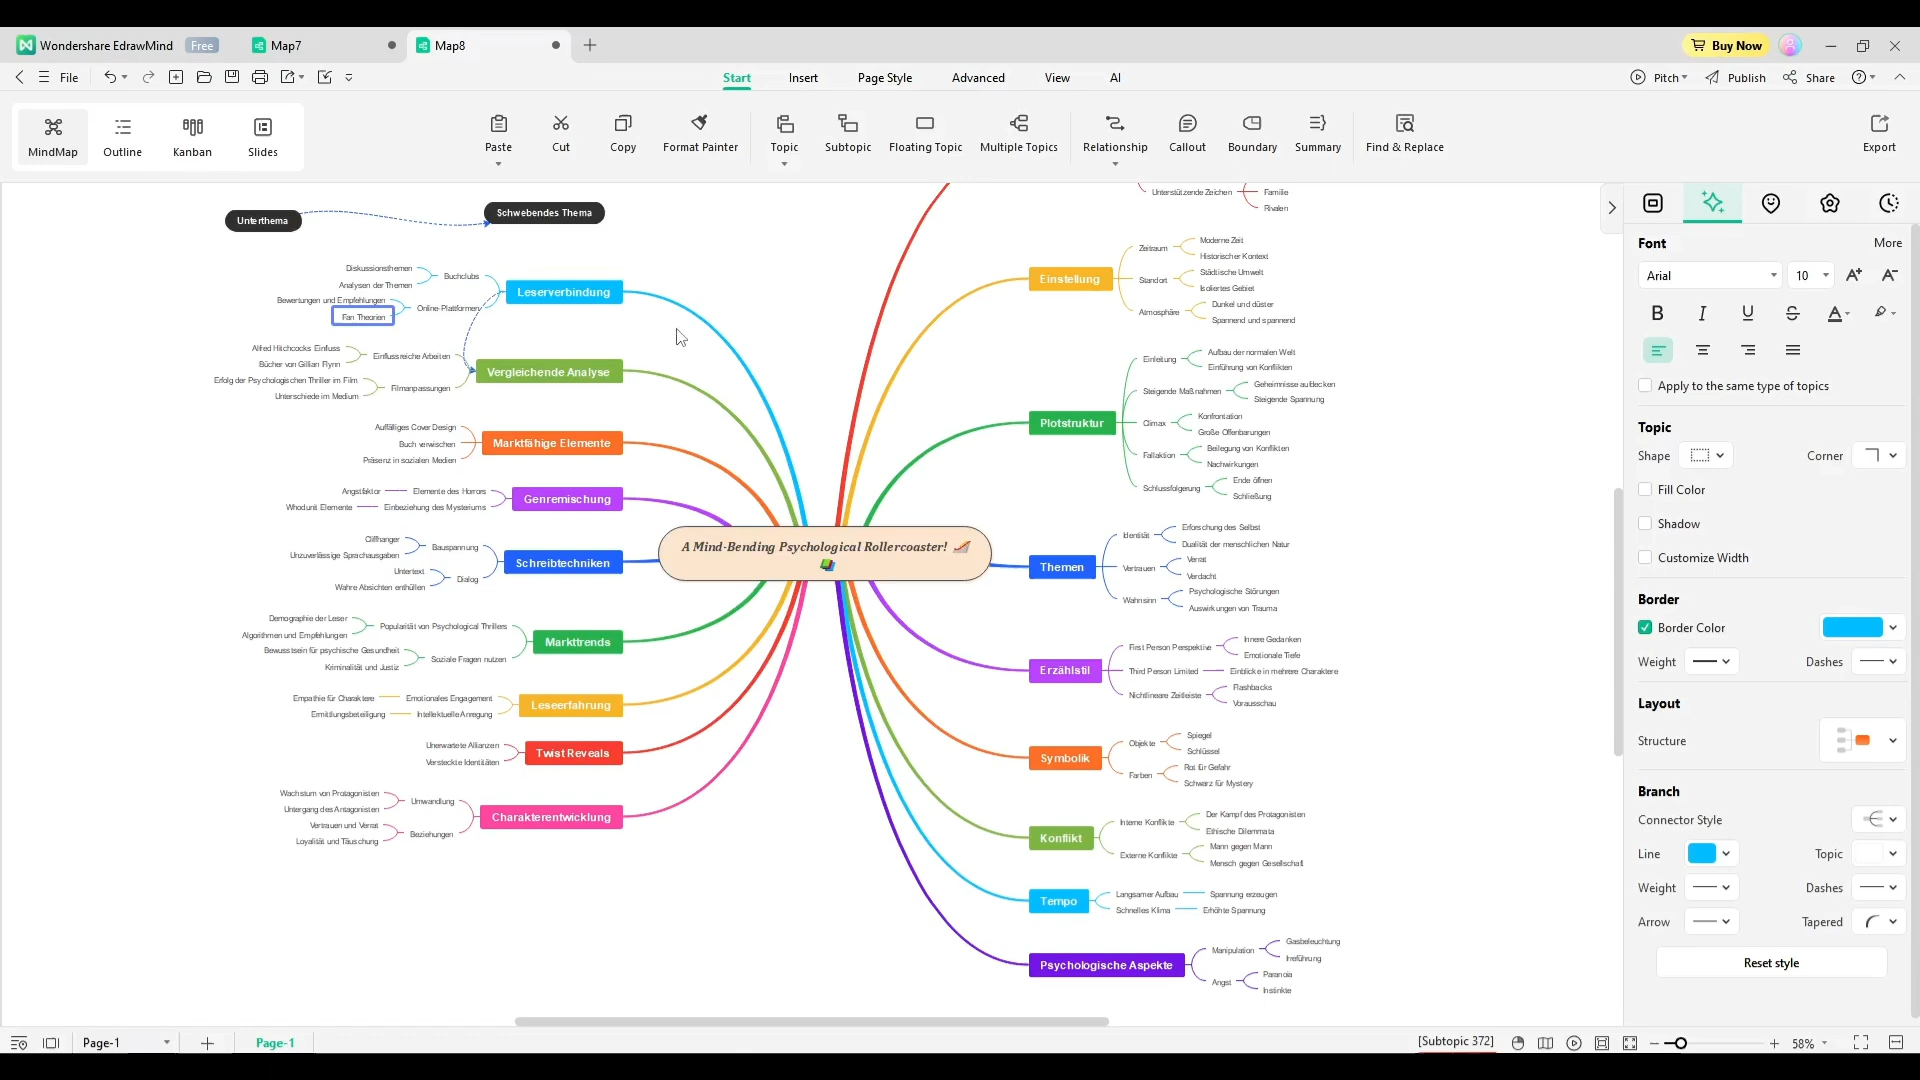 Wondershare EdrawMind Free Map7 Map8 Buy Now
File Start Insert Page Style Advanced View AI Pitch Publish Share
MindMap Outline Kanban Slides Paste Cut Copy Format Painter Topic Subtopic Floating Topic Multiple Topics Relationship Callout Boundary Summary Find & Replace Export
Unterthema
Schwebendes Thema
Diskussionsthemen
Analysen der Themen
Buchclubs
Bewertungen und Empfehlungen
Fan Theorien
Online-Plattformen
Leserverbindung
Alfred Hitchcocks Einfluss
Bücher von Gillian Flynn
Einflussreiche Arbeiten
Erfolg der Psychologischen Thriller im Film
Unterschiede im Medium
Filmanpassungen
Vergleichende Analyse
Auffälliges Cover Design
Buch verwischen
Präsenz in sozialen Medien
Marktfähige Elemente
Angstfaktor
Elemente des Horrors
Whodunit Elemente
Einbeziehung des Mysteriums
Genremischung
Cliffhanger
Unzuverlässige Sprachausgaben
Bauspannung
Untertext
Wahre Absichten enthüllen
Dialog
Schreibtechniken
Demographie der Leser
Algorithmen und Empfehlungen
Popularität von Psychological Thrillers
Bewusstsein für psychische Gesundheit
Kriminalität und Justiz
Soziale Fragen nutzen
Markttrends
Empathie für Charaktere
Emotionales Engagement
Ermittlungsbeteiligung
Intellektuelle Anregung
Leseerfahrung
Unerwartete Allianzen
Versteckte Identitäten
Twist Reveals
Wachstum von Protagonisten
Untergang des Antagonisten
Umwandlung
Vertrauen und Verrat
Loyalität und Täuschung
Beziehungen
Charakterentwicklung
A Mind-Bending Psychological Rollercoaster!
Unterstützende Zeichen
Familie
Rivalen
Einstellung
Zeitraum
Moderne Zeit
Historischer Kontext
Standort
Städtische Umwelt
Isoliertes Gebiet
Atmosphäre
Dunkel und düster
Spannend und spannend
Plotstruktur
Einleitung
Aufbau der normalen Welt
Einführung von Konflikten
Steigende Maßnahmen
Geheimnisse aufdecken
Steigende Spannung
Climax
Konfrontation
Große Offenbarungen
Fallaktion
Beilegung von Konflikten
Nachwirkungen
Schlussfolgerung
Ende öffnen
Schließung
Themen
Identität
Erforschung des Selbst
Dualität der menschlichen Natur
Vertrauen
Verrat
Verdacht
Wahnsinn
Psychologische Störungen
Auswirkungen von Trauma
Erzählstil
First Person Perspektive
Innere Gedanken
Emotionale Tiefe
Third Person Limited
Einblicke in mehrere Charaktere
Nichtlineare Zeitleiste
Flashbacks
Vorausschau
Symbolik
Objekte
Spiegel
Schlüssel
Farben
Rot für Gefahr
Schwarz für Mystery
Konflikt
Interne Konflikte
Der Kampf des Protagonisten
Ethische Dilemmata
Externe Konflikte
Mann gegen Mann
Mensch gegen Gesellschaft
Tempo
Langsamer Aufbau
Spannung erzeugen
Schnelles Klima
Erhöhte Spannung
Psychologische Aspekte
Manipulation
Gasbeleuchtung
Irreführung
Angst
Paranoia
Instinkte
Font More
Arial 10
Apply to the same type of topics
Topic
Shape Corner
Fill Color
Shadow
Customize Width
Border
Border Color
Weight Dashes
Layout
Structure
Branch
Connector Style
Line Topic
Weight Dashes
Arrow Tapered
Reset style
Page-1 Page-1 [Subtopic 372] 58%